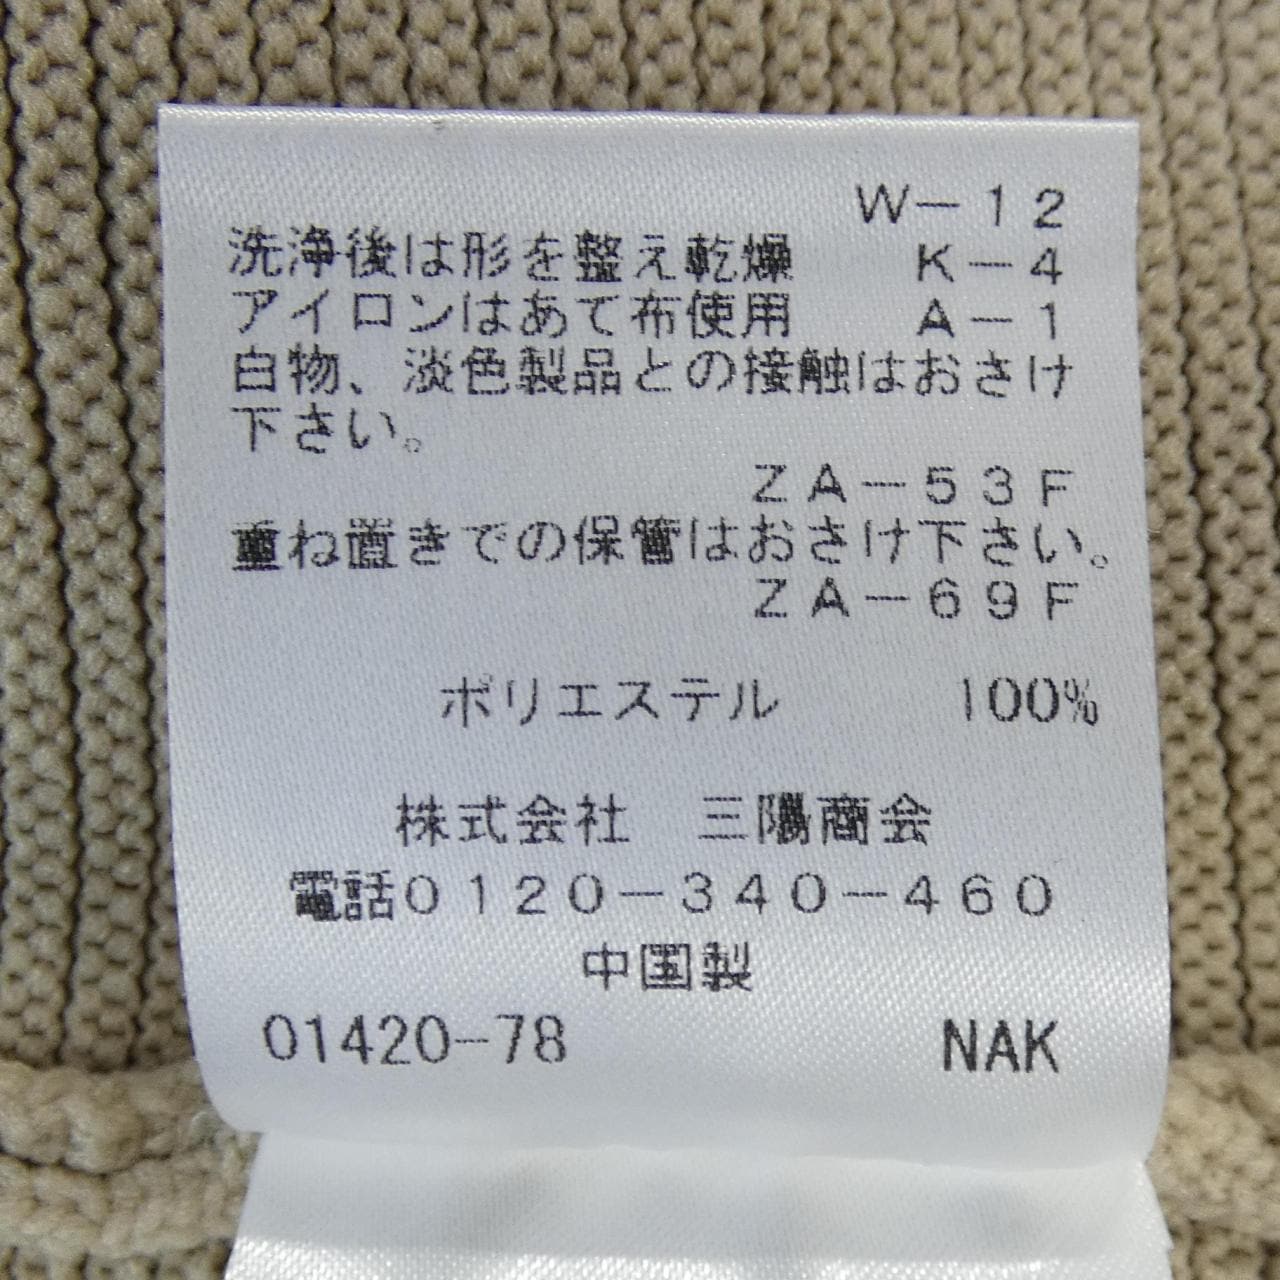 W-12
洗浄後は形を整え乾燥 K-4
アイロンはあて布使用 A-1
白物、淡色製品との接触はおさけ
下さい。
ZA-53F
重ね置きでの保管はおさけ下さい。
ZA-69F
ポリエステル 100%
株式会社 三陽商会
電話0120-340-460
中国製
01420-78 NAK